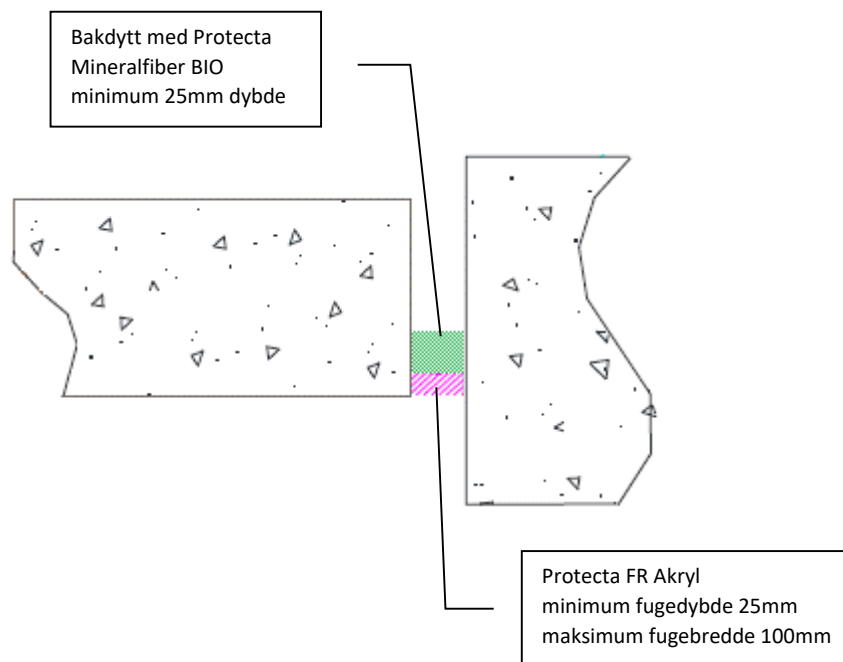 Bakdytt med Protecta
Mineralfiber BIO
minimum 25mm dybde
Protecta FR Akryl
minimum fugedybde 25mm
maksimum fugebredde 100mm